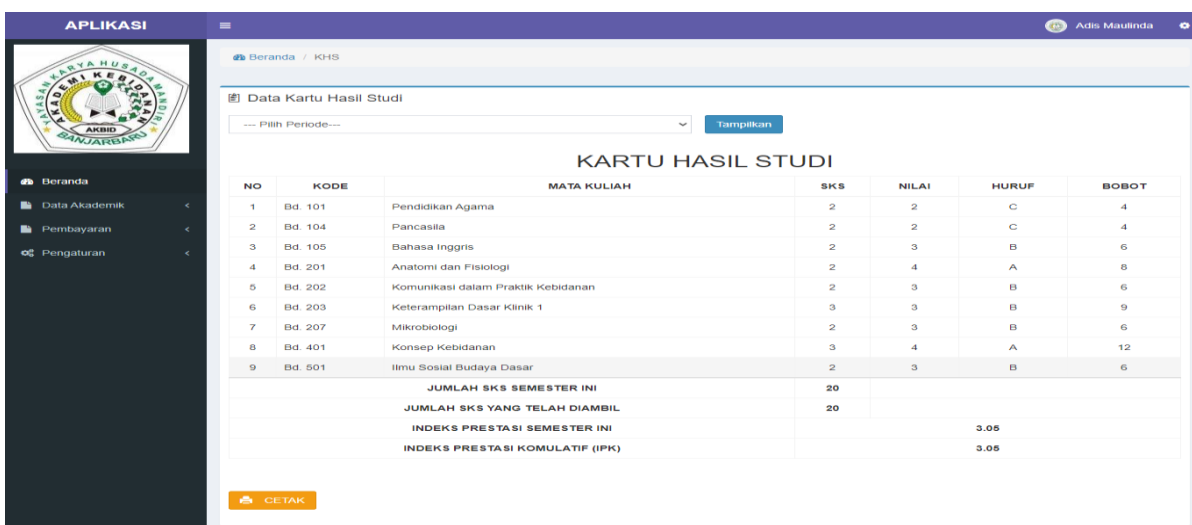 APLIKASI
Adis Maulinda
YAYASAN KARYA HUSADA MANDIRI
AKADEMI KEBIDANAN
AKBID
BANJARBARU
Beranda
Data Akademik
Pembayaran
Pengaturan
Beranda / KHS
Data Kartu Hasil Studi
--- Pilih Periode---
Tampilkan
KARTU HASIL STUDI
NO KODE MATA KULIAH SKS NILAI HURUF BOBOT
1 Bd. 101 Pendidikan Agama 2 2 C 4
2 Bd. 104 Pancasila 2 2 C 4
3 Bd. 105 Bahasa Inggris 2 3 B 6
4 Bd. 201 Anatomi dan Fisiologi 2 4 A 8
5 Bd. 202 Komunikasi dalam Praktik Kebidanan 2 3 B 6
6 Bd. 203 Keterampilan Dasar Klinik 1 3 3 B 9
7 Bd. 207 Mikrobiologi 2 3 B 6
8 Bd. 401 Konsep Kebidanan 3 4 A 12
9 Bd. 501 Ilmu Sosial Budaya Dasar 2 3 B 6
JUMLAH SKS SEMESTER INI 20
JUMLAH SKS YANG TELAH DIAMBIL 20
INDEKS PRESTASI SEMESTER INI 3.05
INDEKS PRESTASI KOMULATIF (IPK) 3.05
CETAK